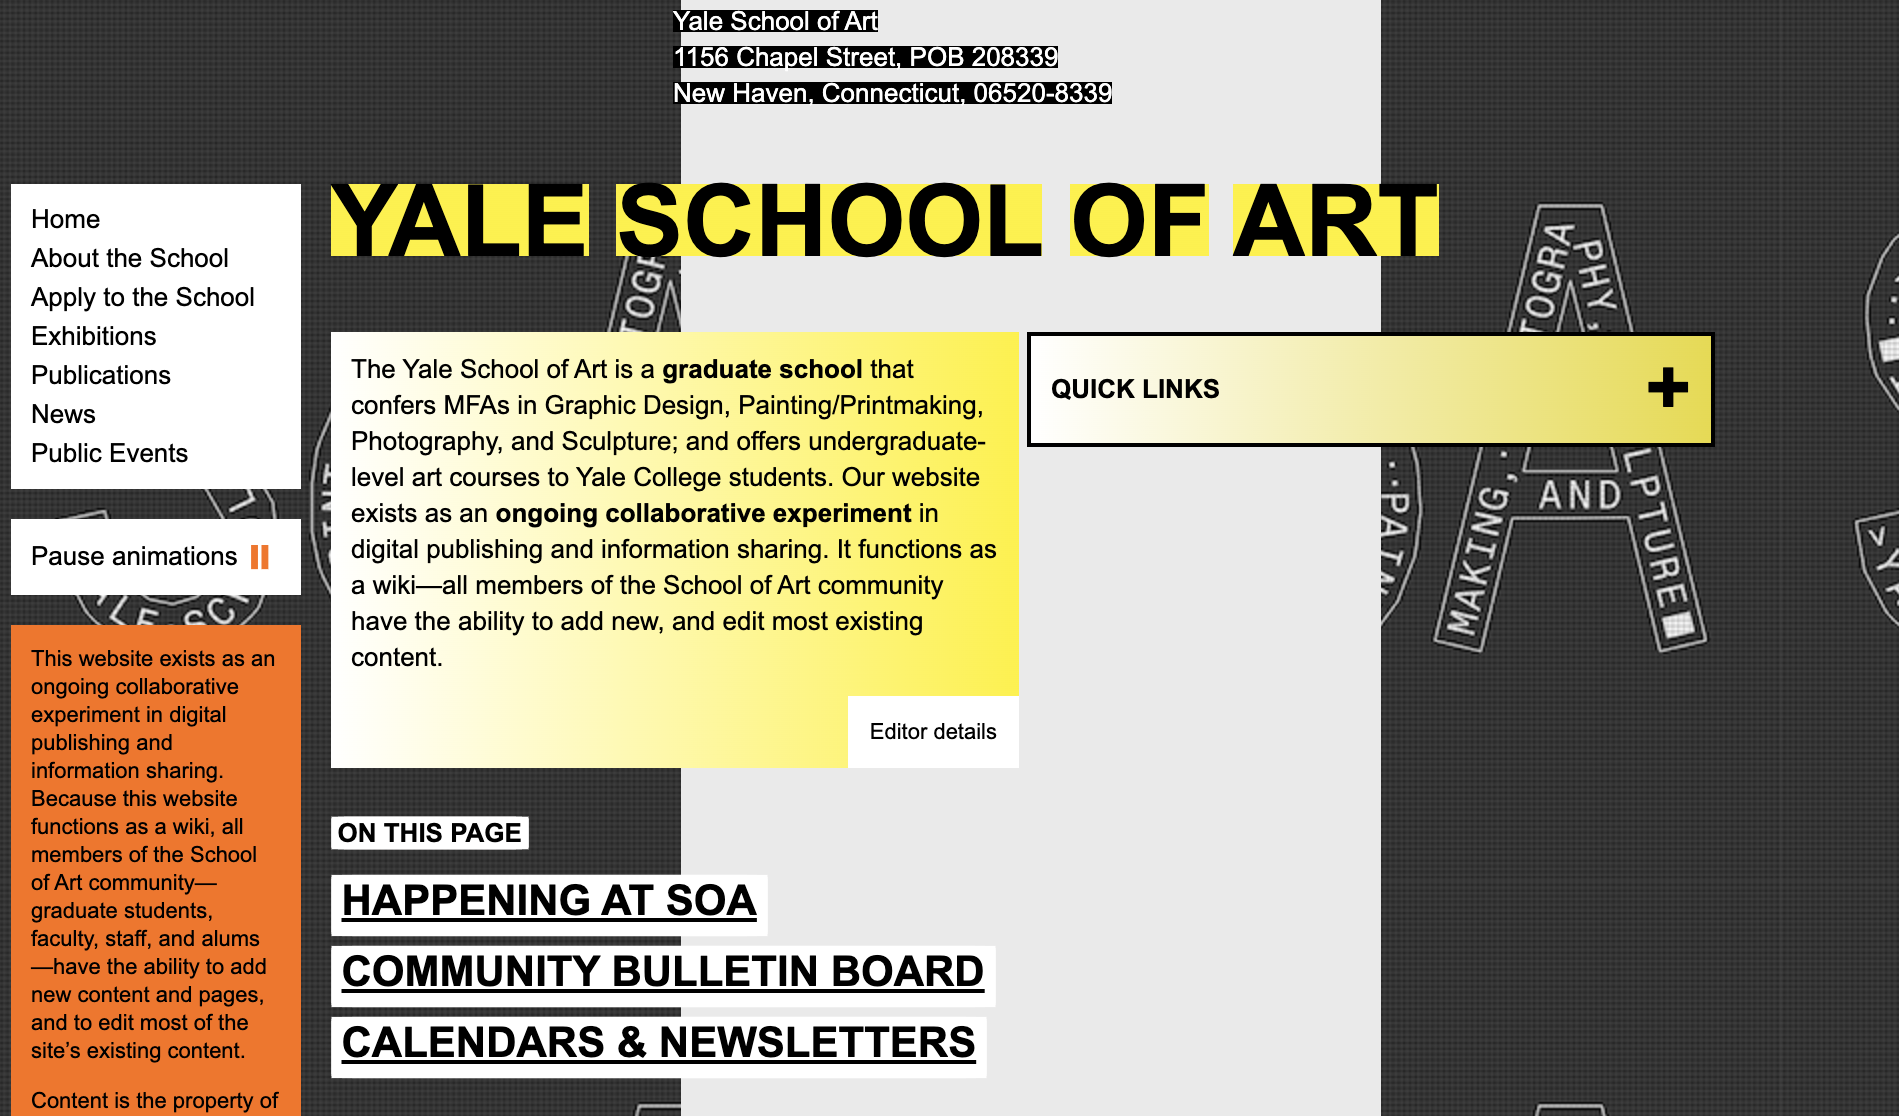 Yale School of Art
1156 Chapel Street, POB 208339
New Haven, Connecticut, 06520-8339
YALE SCHOOL OF ART
Home
About the School
Apply to the School
Exhibitions
Publications
News
Public Events
Pause animations
This website exists as an
ongoing collaborative
experiment in digital
publishing and
information sharing.
Because this website
functions as a wiki, all
members of the School
of Art community—
graduate students,
faculty, staff, and alums
—have the ability to add
new content and pages,
and to edit most of the
site’s existing content.
Content is the property of
The Yale School of Art is a graduate school that
confers MFAs in Graphic Design, Painting/Printmaking,
Photography, and Sculpture; and offers undergraduate-
level art courses to Yale College students. Our website
exists as an ongoing collaborative experiment in
digital publishing and information sharing. It functions as
a wiki—all members of the School of Art community
have the ability to add new, and edit most existing
content.
Editor details
QUICK LINKS
ON THIS PAGE
HAPPENING AT SOA
COMMUNITY BULLETIN BOARD
CALENDARS & NEWSLETTERS
TOGRA
PHY,
MAKING,
AND
LPTURE